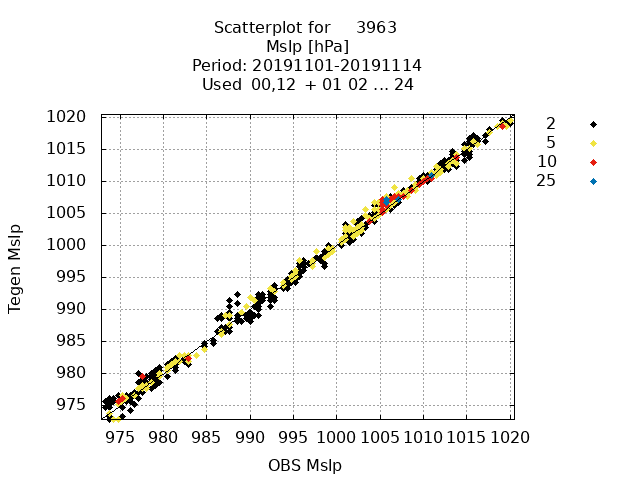 Scatterplot for 3963
Mslp [hPa]
Period: 20191101-20191114
Used 00,12 + 01 02 ... 24
1020
1015
1010
1005
1000
995
990
985
980
975
Tegen Mslp
2
5
10
25
975 980 985 990 995 1000 1005 1010 1015 1020
OBS Mslp